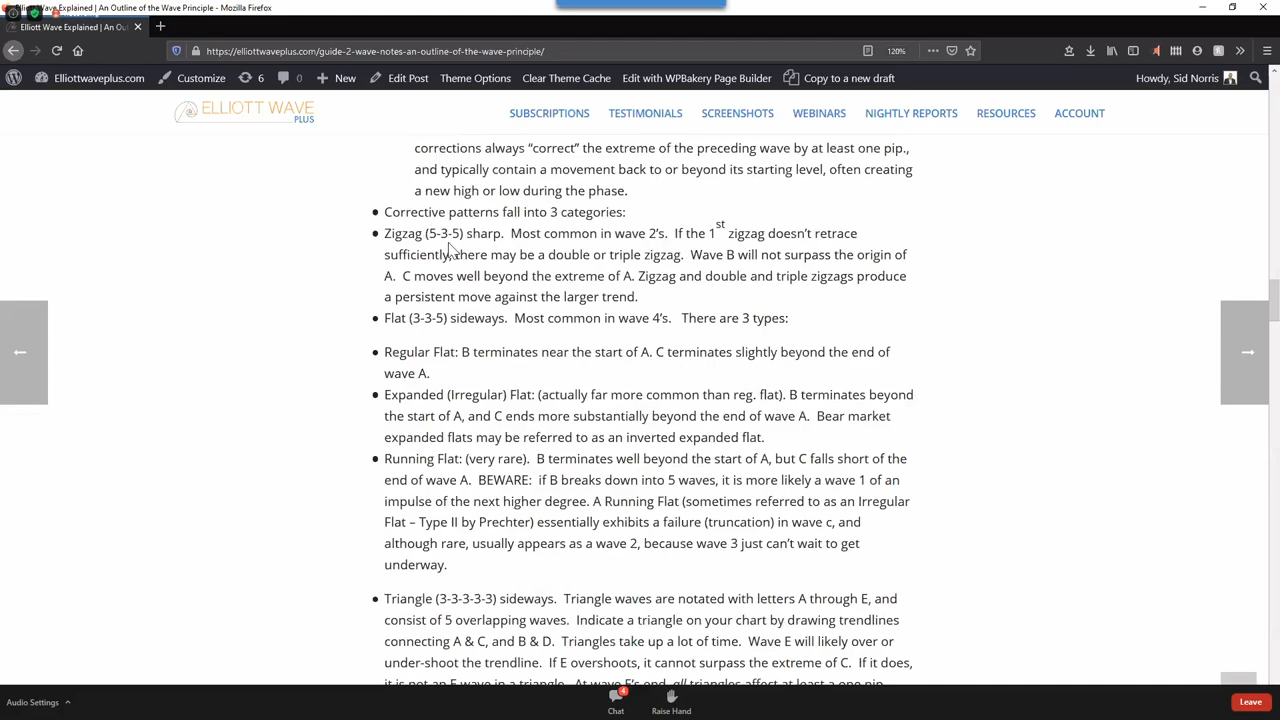 Elliott Wave Explained | An Outline of the Wave Principle - Mozilla Firefox
Elliott Wave Explained | An Out
https://elliottwaveplus.com/guide-2-wave-notes-an-outline-of-the-wave-principle/
120%
Elliottwaveplus.com
Customize
6
0
New
Edit Post
Theme Options
Clear Theme Cache
Edit with WPBakery Page Builder
Copy to a new draft
Howdy, Sid Norris
ELLIOTT WAVE
PLUS
SUBSCRIPTIONS
TESTIMONIALS
SCREENSHOTS
WEBINARS
NIGHTLY REPORTS
RESOURCES
ACCOUNT
corrections always “correct” the extreme of the preceding wave by at least one pip.,
and typically contain a movement back to or beyond its starting level, often creating
a new high or low during the phase.
Corrective patterns fall into 3 categories:
Zigzag (5-3-5) sharp.  Most common in wave 2’s.  If the 1st zigzag doesn’t retrace
sufficiently, there may be a double or triple zigzag.  Wave B will not surpass the origin of
A.  C moves well beyond the extreme of A. Zigzag and double and triple zigzags produce
a persistent move against the larger trend.
Flat (3-3-5) sideways.  Most common in wave 4’s.   There are 3 types:
Regular Flat: B terminates near the start of A. C terminates slightly beyond the end of
wave A.
Expanded (Irregular) Flat: (actually far more common than reg. flat). B terminates beyond
the start of A, and C ends more substantially beyond the end of wave A.  Bear market
expanded flats may be referred to as an inverted expanded flat.
Running Flat: (very rare).  B terminates well beyond the start of A, but C falls short of the
end of wave A.  BEWARE:  if B breaks down into 5 waves, it is more likely a wave 1 of an
impulse of the next higher degree. A Running Flat (sometimes referred to as an Irregular
Flat – Type II by Prechter) essentially exhibits a failure (truncation) in wave c, and
although rare, usually appears as a wave 2, because wave 3 just can’t wait to get
underway.
Triangle (3-3-3-3-3) sideways.  Triangle waves are notated with letters A through E, and
consist of 5 overlapping waves.  Indicate a triangle on your chart by drawing trendlines
connecting A & C, and B & D.  Triangles take up a lot of time.  Wave E will likely over or
under-shoot the trendline.  If E overshoots, it cannot surpass the extreme of C.  If it does,
it is not an E wave in a triangle.  At wave E’s end, all triangles affect at least a one pip
Audio Settings
4
Chat
Raise Hand
Leave